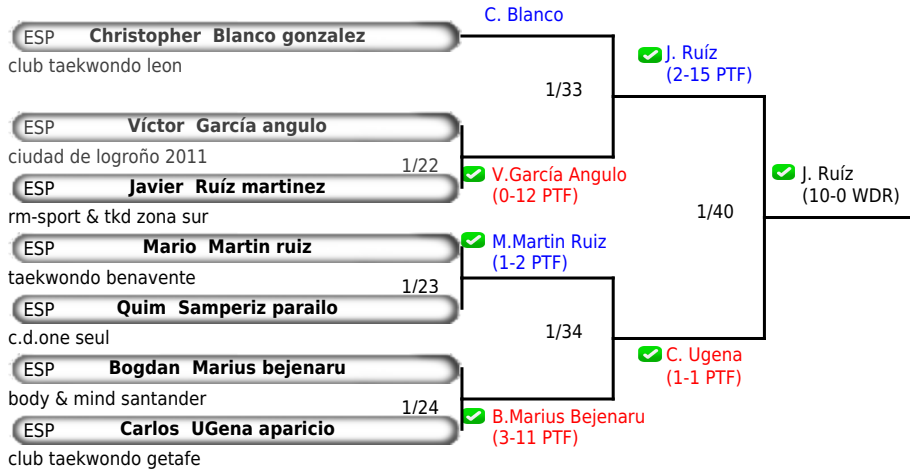 C. Blanco
ESP Christopher Blanco gonzalez
club taekwondo leon
J. Ruíz
(2-15 PTF)
1/33
ESP Víctor García angulo
ciudad de logroño 2011
1/22
V.García Angulo
(0-12 PTF)
J. Ruíz
(10-0 WDR)
ESP Javier Ruíz martinez
rm-sport & tkd zona sur
1/40
ESP Mario Martin ruiz
M.Martin Ruiz
(1-2 PTF)
taekwondo benavente
1/23
ESP Quim Samperiz parailo
c.d.one seul
1/34
C. Ugena
(1-1 PTF)
ESP Bogdan Marius bejenaru
body & mind santander
1/24
B.Marius Bejenaru
(3-11 PTF)
ESP Carlos UGena aparicio
club taekwondo getafe